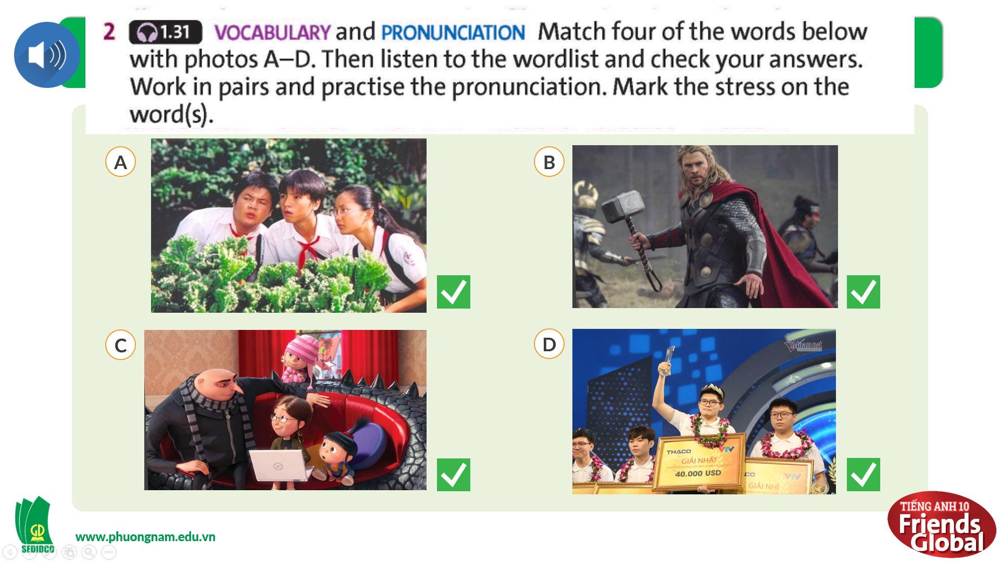 2 1.31 VOCABULARY and PRONUNCIATION Match four of the words below
with photos A–D. Then listen to the wordlist and check your answers.
Work in pairs and practise the pronunciation. Mark the stress on the
word(s).
A
B
C
D
vietnam.net
THACO VTV
GIẢI NHẤT
40.000 USD
CO VTV
GIẢI NHÌ
GD
SEDIDCO
www.phuongnam.edu.vn
TIẾNG ANH 10
Friends
Global